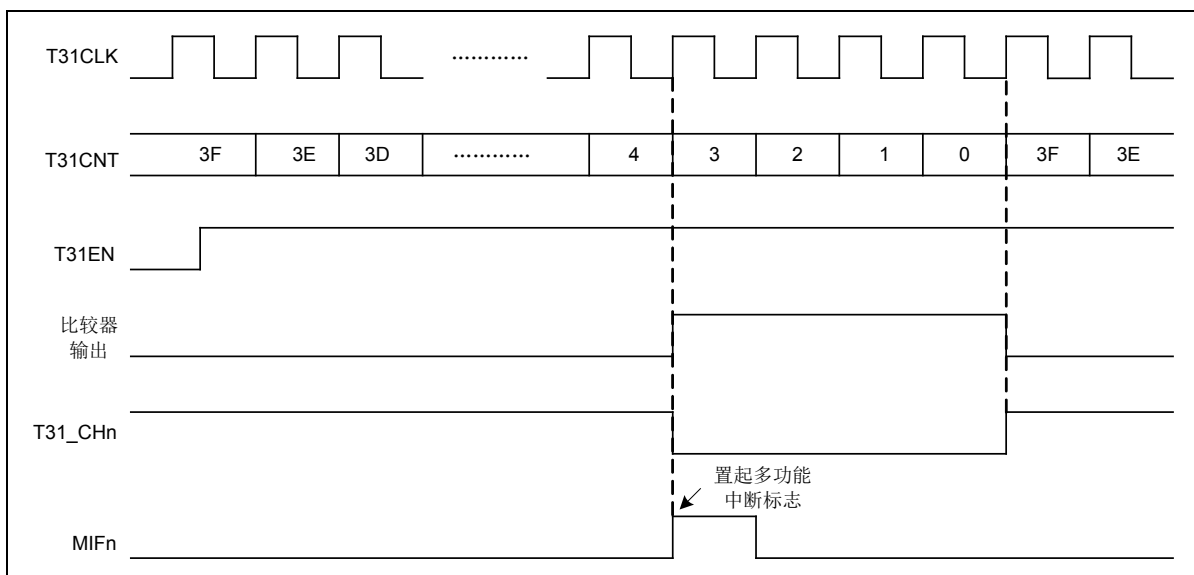 T31CLK
…………
T31CNT 3F 3E 3D ………… 4 3 2 1 0 3F 3E
T31EN
比较器
输出
T31_CHn
置起多功能
中断标志
MIFn